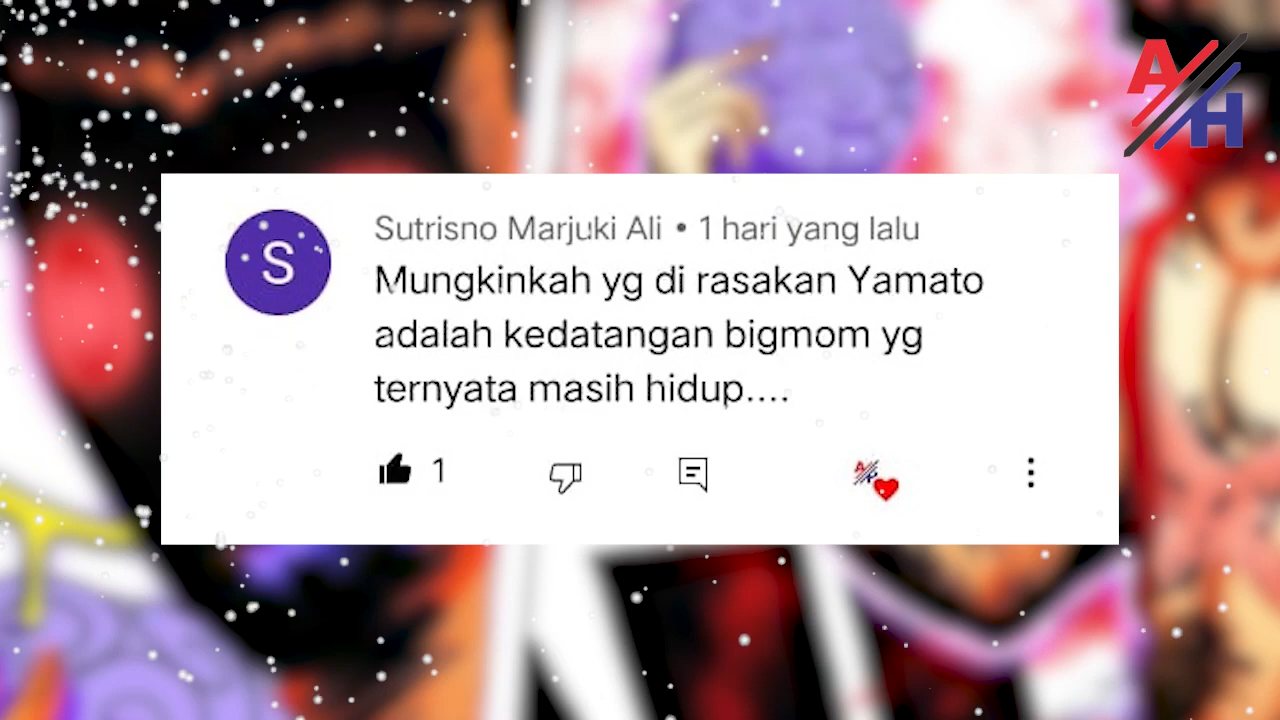 A/H
S
Sutrisno Marjuki Ali • 1 hari yang lalu
Mungkinkah yg di rasakan Yamato
adalah kedatangan bigmom yg
ternyata masih hidup....
1